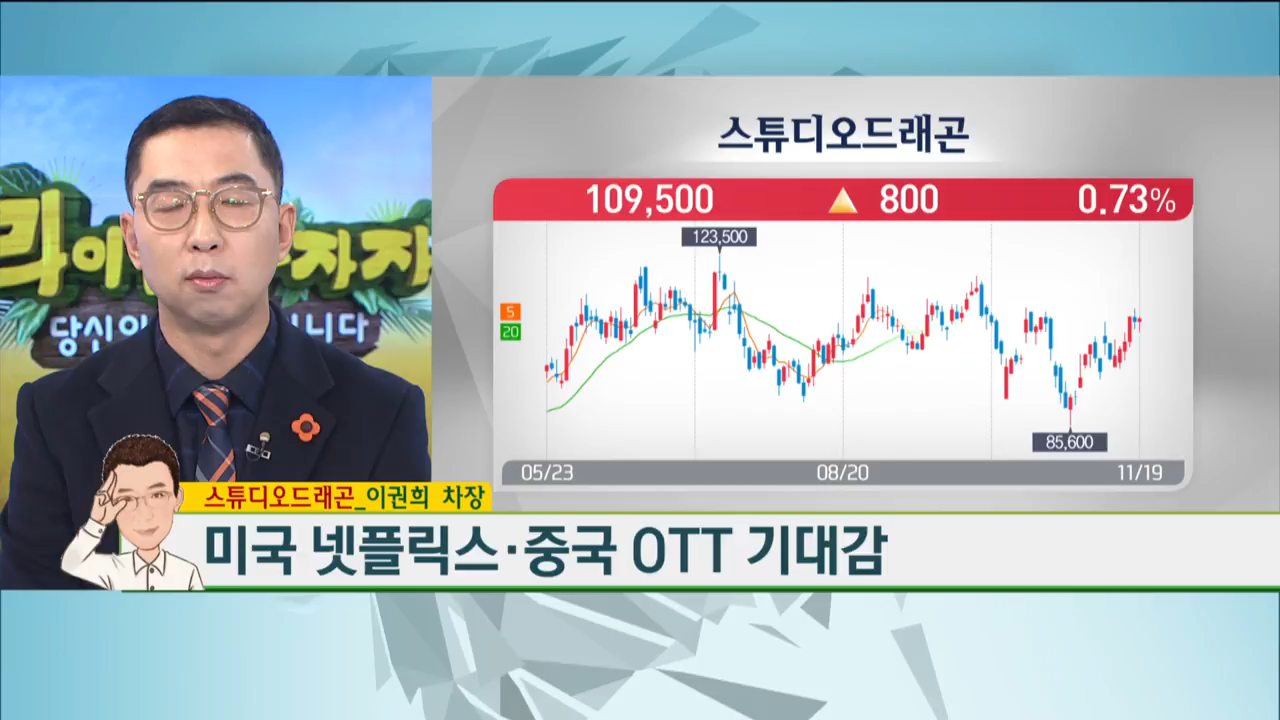 스튜디오드래곤
109,500 ▲ 800 0.73%
123,500
5
20
85,600
05/23 08/20 11/19
당신의 니다
스튜디오드래곤_이권희 차장
미국 넷플릭스·중국 OTT 기대감